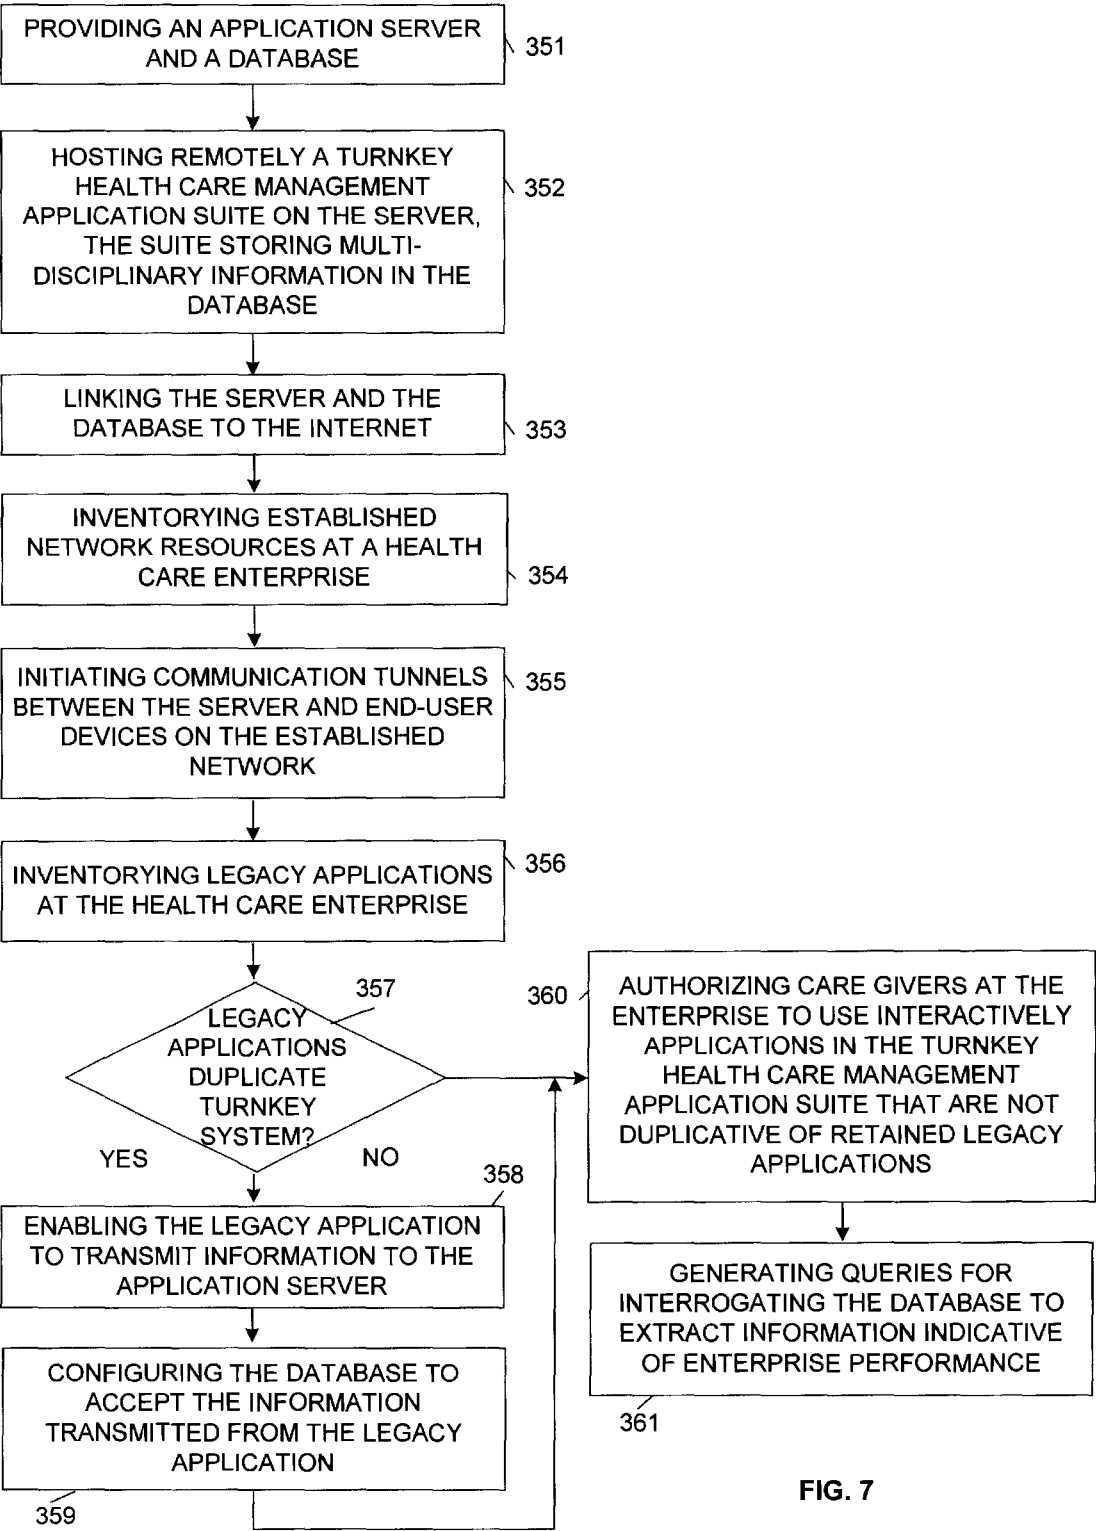 PROVIDING AN APPLICATION SERVER
AND A DATABASE
351
HOSTING REMOTELY A TURNKEY
HEALTH CARE MANAGEMENT
APPLICATION SUITE ON THE SERVER,
THE SUITE STORING MULTI-
DISCIPLINARY INFORMATION IN THE
DATABASE
352
LINKING THE SERVER AND THE
DATABASE TO THE INTERNET
353
INVENTORYING ESTABLISHED
NETWORK RESOURCES AT A HEALTH
CARE ENTERPRISE
354
INITIATING COMMUNICATION TUNNELS
BETWEEN THE SERVER AND END-USER
DEVICES ON THE ESTABLISHED
NETWORK
355
INVENTORYING LEGACY APPLICATIONS
AT THE HEALTH CARE ENTERPRISE
356
357
LEGACY
APPLICATIONS
DUPLICATE
TURNKEY
SYSTEM?
YES
NO
358
ENABLING THE LEGACY APPLICATION
TO TRANSMIT INFORMATION TO THE
APPLICATION SERVER
CONFIGURING THE DATABASE TO
ACCEPT THE INFORMATION
TRANSMITTED FROM THE LEGACY
APPLICATION
359
360
AUTHORIZING CARE GIVERS AT THE
ENTERPRISE TO USE INTERACTIVELY
APPLICATIONS IN THE TURNKEY
HEALTH CARE MANAGEMENT
APPLICATION SUITE THAT ARE NOT
DUPLICATIVE OF RETAINED LEGACY
APPLICATIONS
GENERATING QUERIES FOR
INTERROGATING THE DATABASE TO
EXTRACT INFORMATION INDICATIVE
OF ENTERPRISE PERFORMANCE
361
FIG. 7